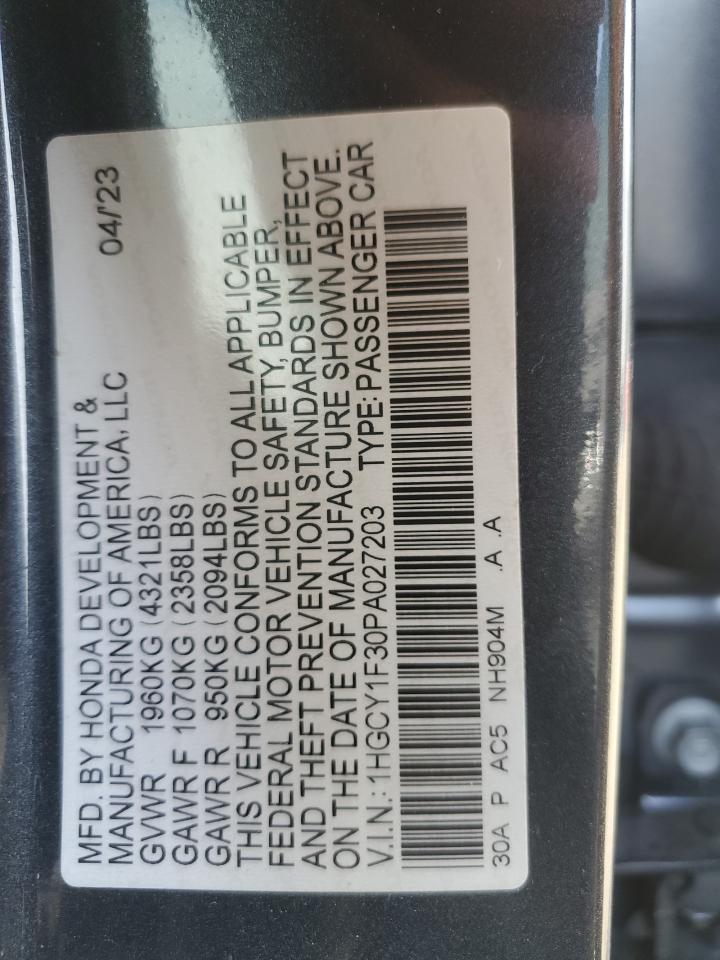 MFD. BY HONDA DEVELOPMENT & 04/'23
MANUFACTURING OF AMERICA, LLC
GVWR 1960KG (4321LBS)
GAWR F 1070KG (2358LBS)
GAWR R 950KG (2094LBS)
THIS VEHICLE CONFORMS TO ALL APPLICABLE
FEDERAL MOTOR VEHICLE SAFETY, BUMPER,
AND THEFT PREVENTION STANDARDS IN EFFECT
ON THE DATE OF MANUFACTURE SHOWN ABOVE.
V.I.N.: 1HGCY1F30PA027203 TYPE: PASSENGER CAR
30A P AC5 NH904M .A .A